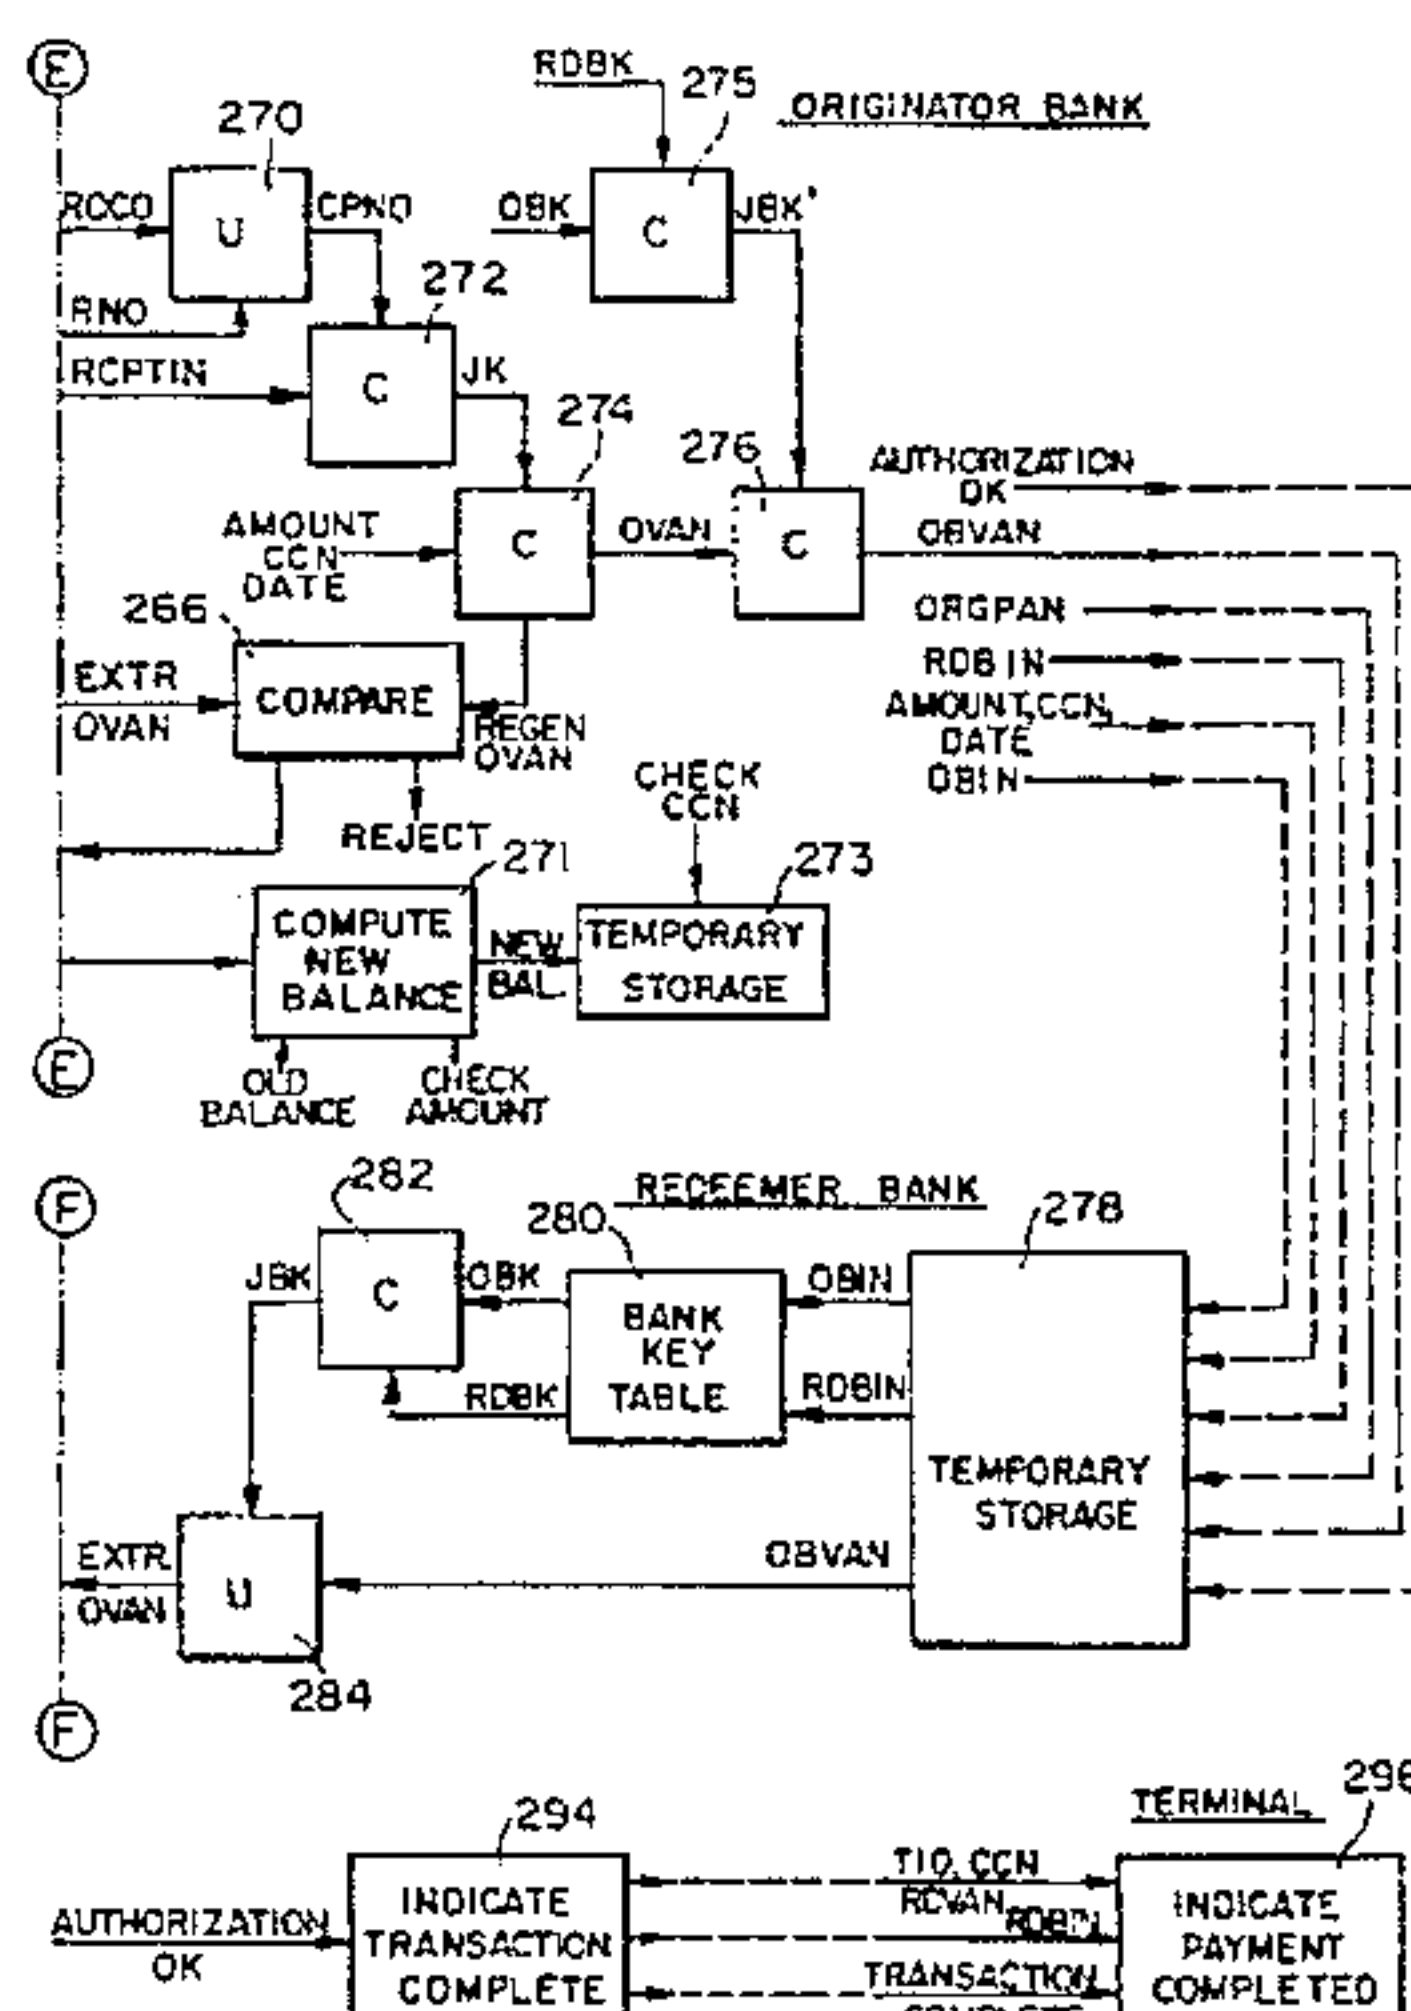 E
RDBK
275
ORIGINATOR BANK
270
RCCO
U
CPNO
OBK
C
JBK'
RNO
272
RCPTIN
C
JK
274
276
AUTHORIZATION
OK
AMOUNT
CCN
DATE
C
OVAN
C
OBVAN
ORGPAN
266
RDBIN
EXTR
OVAN
COMPARE
REGEN
OVAN
AMOUNT, CCN,
DATE
OBIN
CHECK
CCN
REJECT
271
273
COMPUTE
NEW
BALANCE
NEW
BAL.
TEMPORARY
STORAGE
E
OLD
BALANCE
CHECK
AMOUNT
F
282
REDEEMER BANK
280
278
JBK
C
OBK
BANK
KEY
TABLE
OBIN
RDBK
RDBIN
TEMPORARY
STORAGE
EXTR
OVAN
U
OBVAN
284
F
294
TERMINAL
296
AUTHORIZATION
OK
INDICATE
TRANSACTION
COMPLETE
TID, CCN
RCVAN
RDBIN
TRANSACTION
COMPLETE
INDICATE
PAYMENT
COMPLETED